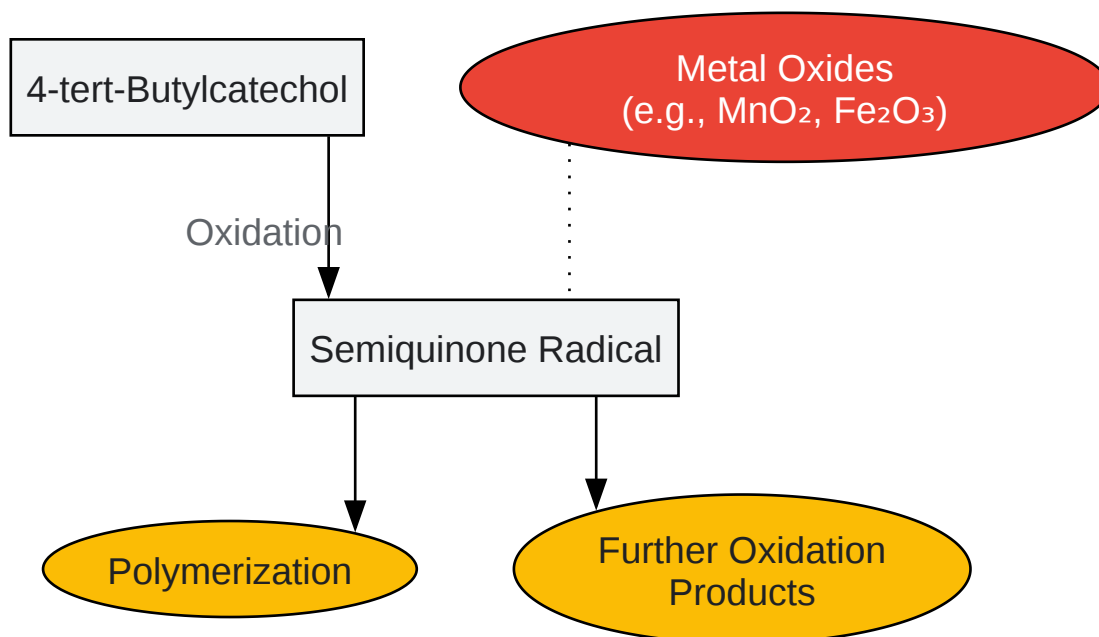 4-tert-Butylcatechol
Metal Oxides
(e.g., MnO₂, Fe₂O₃)
Oxidation
Semiquinone Radical
Polymerization
Further Oxidation
Products